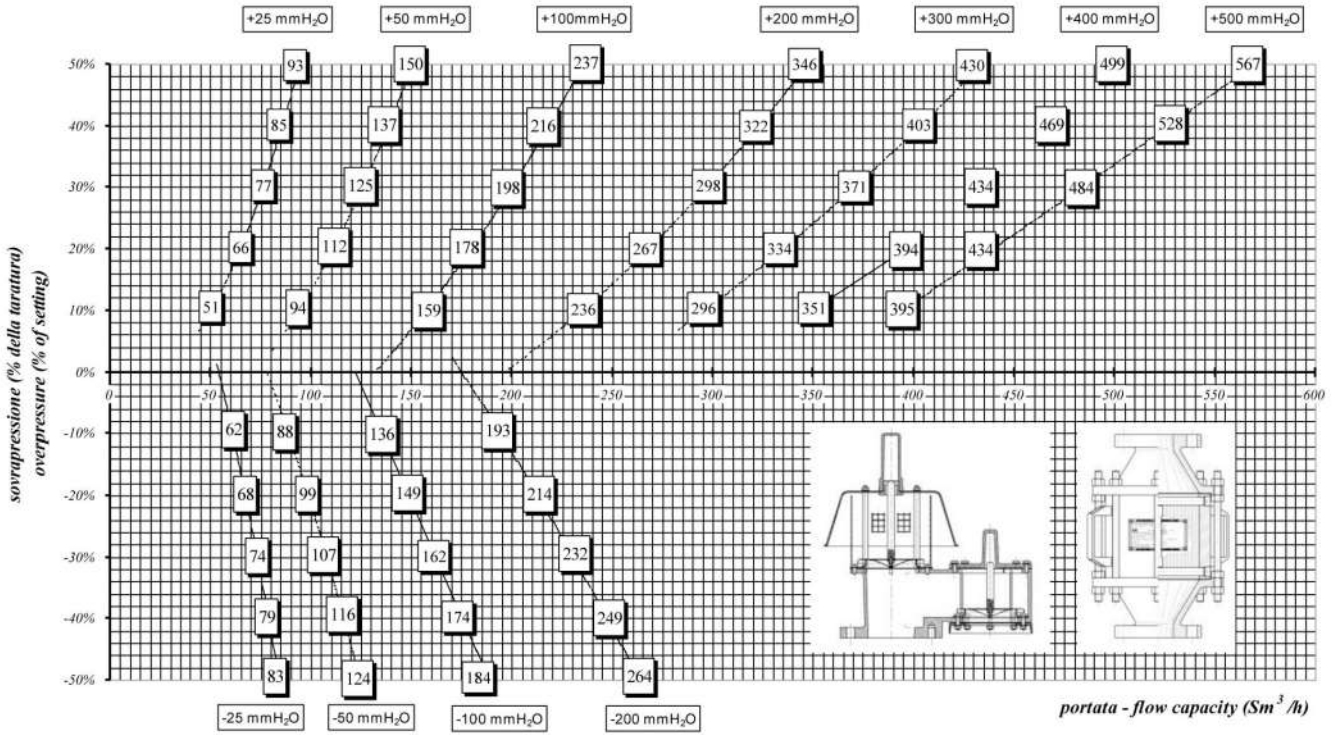 +25 mmH₂O +50 mmH₂O +100mmH₂O +200 mmH₂O +300 mmH₂O +400 mmH₂O +500 mmH₂O
50% 93 150 237 346 430 499 567
40% 85 137 216 322 403 469 528
30% 77 125 198 298 371 434 484
20% 66 112 178 267 334 394 434
10% 51 94 159 236 296 351 395
0%
0 50 100 150 200 250 300 350 400 450 500 550 600
-10% 62 88 136 193
-20% 68 99 149 214
-30% 74 107 162 232
-40% 79 116 174 249
-50% 83 124 184 264
-25 mmH₂O -50 mmH₂O -100 mmH₂O -200 mmH₂O
sovrapressione (% della taratura)
overpressure (% of setting)
portata - flow capacity (Sm³/h)